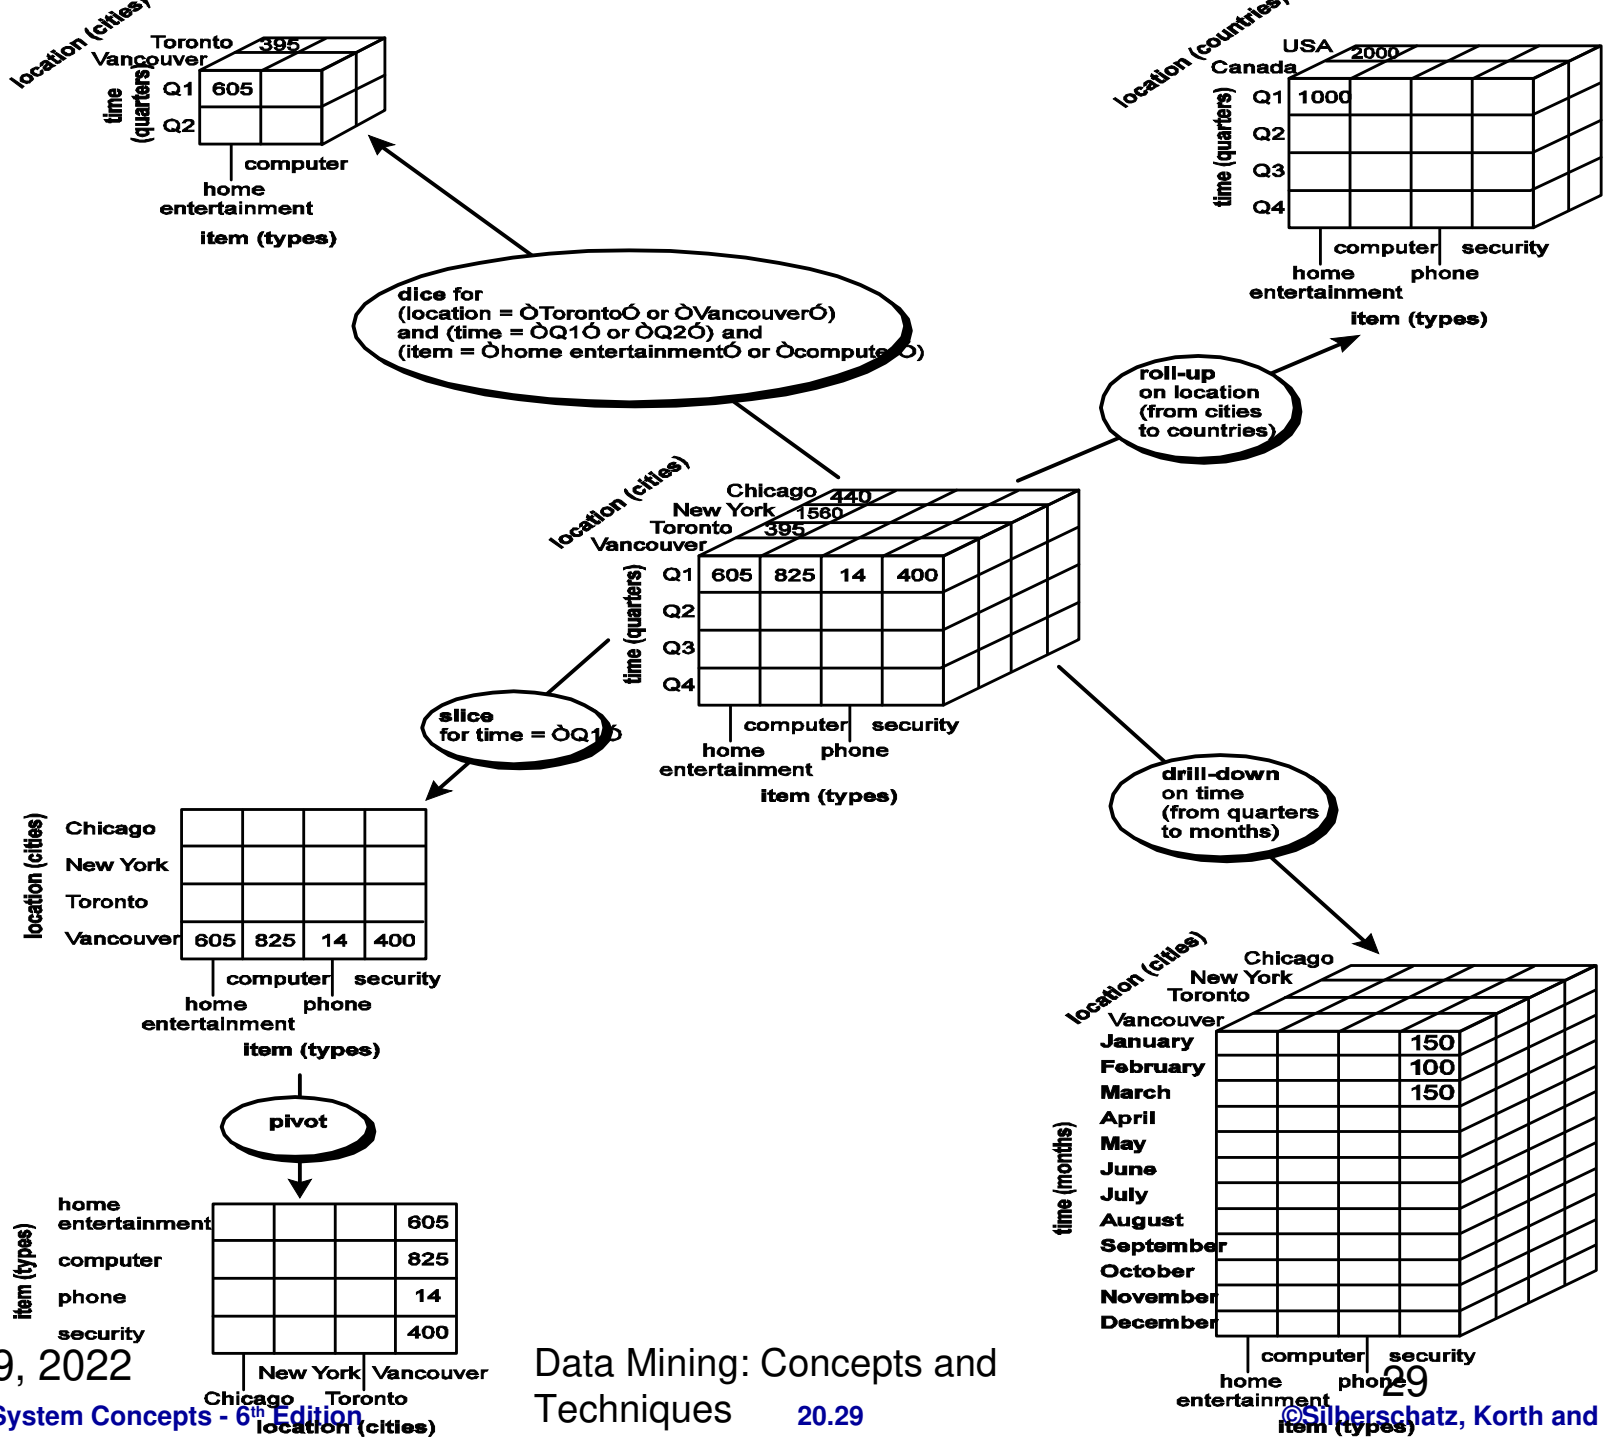 location (cities)
Toronto
395
Vancouver
time
(quarters)
Q1
605
Q2
computer
home
entertainment
item (types)
location (countries)
USA
2000
Canada
time (quarters)
Q1
1000
Q2
Q3
Q4
computer
security
home
entertainment
phone
item (types)
dice for
(location = ÒTorontoÓ or ÒVancouverÓ)
and (time = ÒQ1Ó or ÒQ2Ó) and
(item = Òhome entertainmentÓ or ÒcomputerÓ)
roll-up
on location
(from cities
to countries)
location (cities)
Chicago
440
New York
1560
Toronto
395
Vancouver
time (quarters)
Q1
605 825 14 400
Q2
Q3
Q4
computer
security
home
entertainment
phone
item (types)
slice
for time = ÒQ1Ó
drill-down
on time
(from quarters
to months)
location (cities)
Chicago
New York
Toronto
Vancouver
605 825 14 400
computer
security
home
entertainment
phone
item (types)
pivot
item (types)
home
entertainment
605
computer
825
phone
14
security
400
New York
Vancouver
Chicago
Toronto
location (cities)
location (cities)
Chicago
New York
Toronto
Vancouver
time (months)
January
150
February
100
March
150
April
May
June
July
August
September
October
November
December
computer
security
home
entertainment
phone
item (types)
9, 2022
Data Mining: Concepts and
Techniques
29
System Concepts - 6th Edition
20.29
©Silberschatz, Korth and